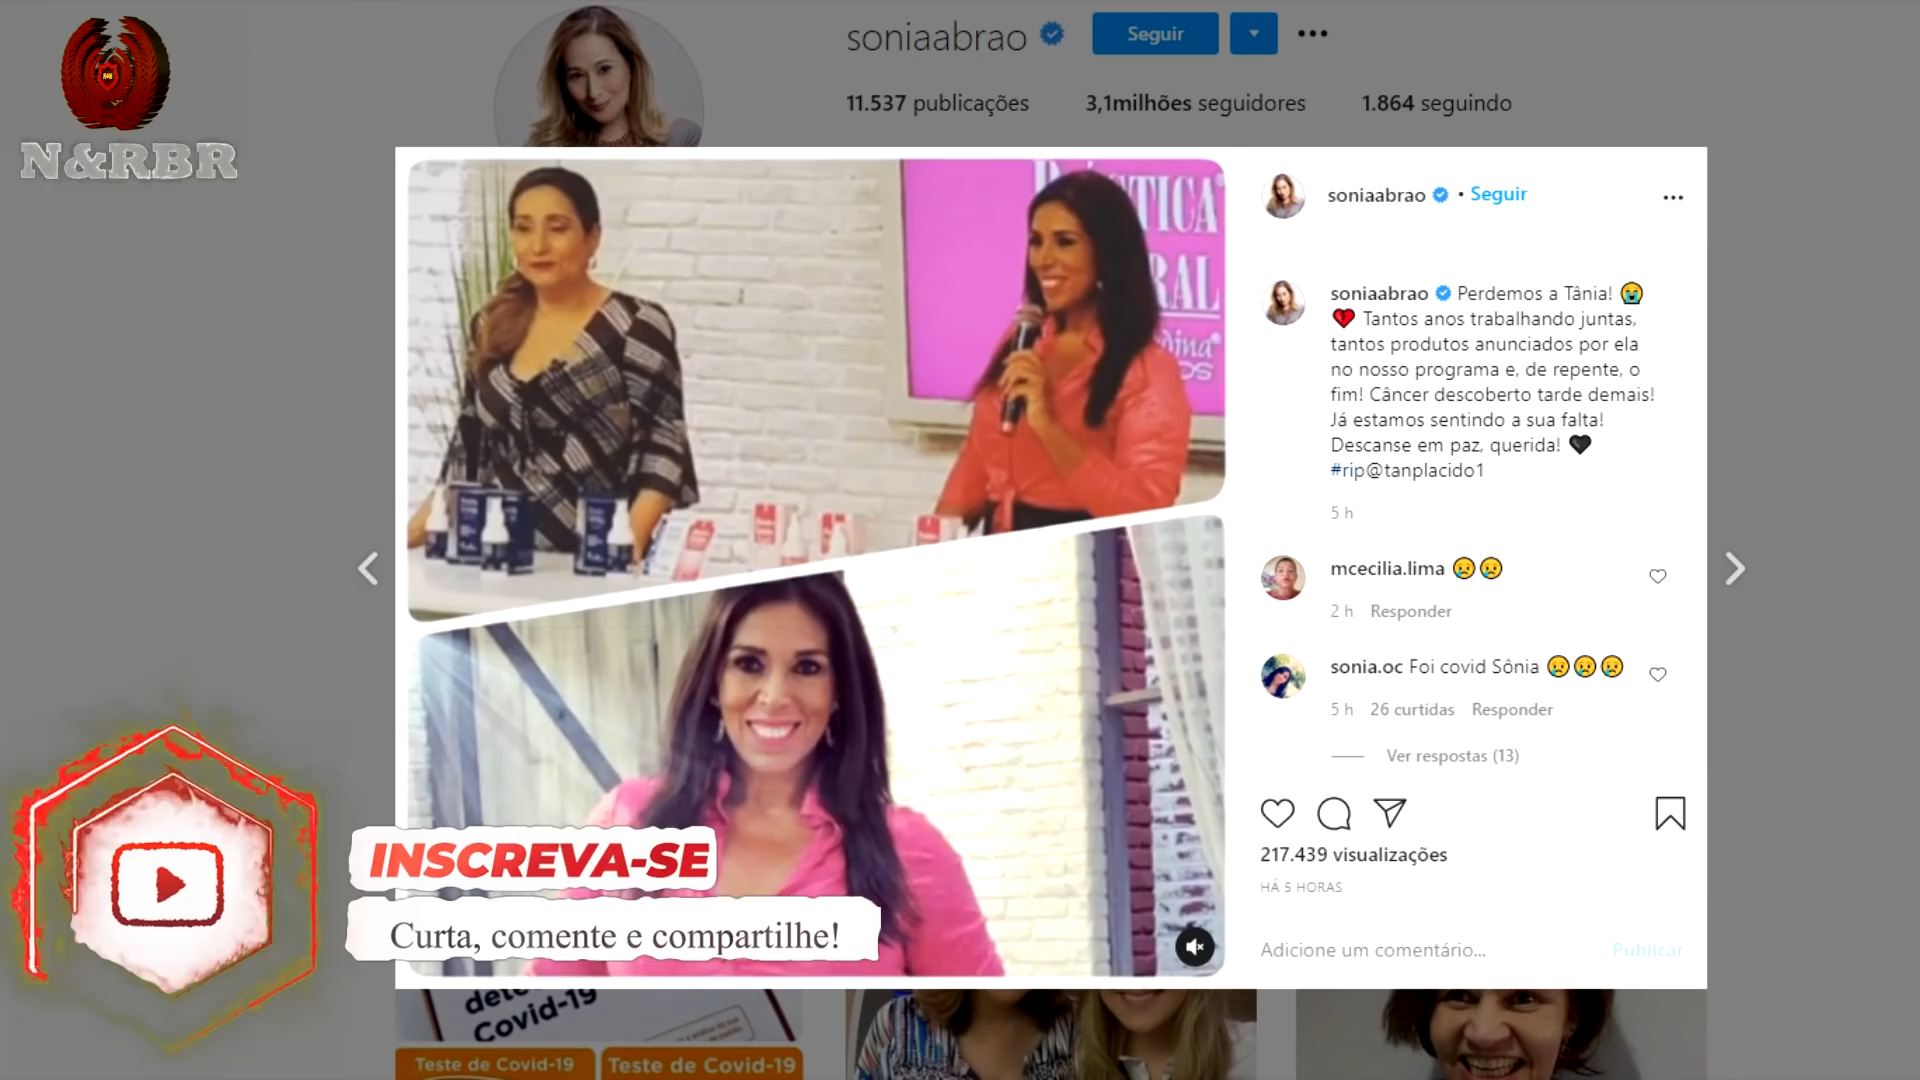 N&RBR
soniaabrao
Seguir
11.537 publicações
3,1milhões seguidores
1.864 seguindo
TICA
RAL
soniaabrao • Seguir
soniaabrao Perdemos a Tânia! 😭
💔 Tantos anos trabalhando juntas,
tantos produtos anunciados por ela
no nosso programa e, de repente, o
fim! Câncer descoberto tarde demais!
Já estamos sentindo a sua falta!
Descanse em paz, querida! 🖤
#rip@tanplacido1
5 h
mcecilia.lima 😢😢
2 h Responder
sonia.oc Foi covid Sônia 😢😢😢
5 h 26 curtidas Responder
Ver respostas (13)
217.439 visualizações
HÁ 5 HORAS
Adicione um comentário...
Publicar
INSCREVA-SE
Curta, comente e compartilhe!
Covid-19
Teste de Covid-19
Teste de Covid-19